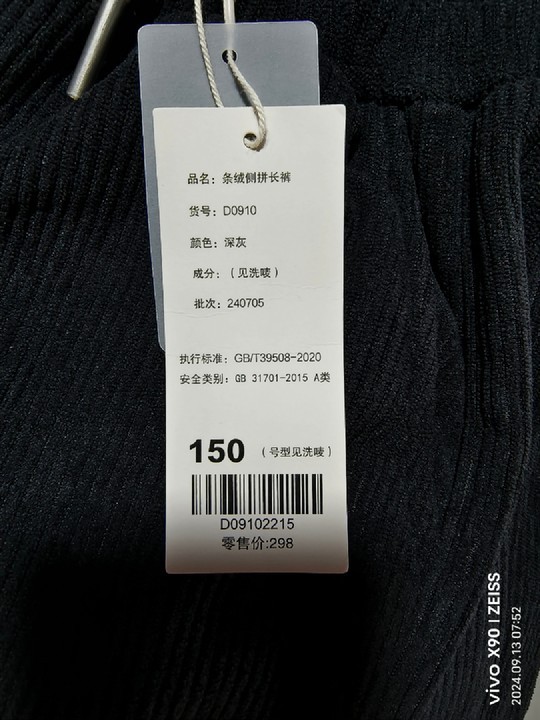 品名：条绒侧拼长裤
货号：D0910
颜色：深灰
成分：（见洗唛）
批次：240705
执行标准：GB/T39508-2020
安全类别：GB 31701-2015 A类
150 （号型见洗唛）
D09102215
零售价:298
vivo X90 | ZEISS
2024.09.13 07:52